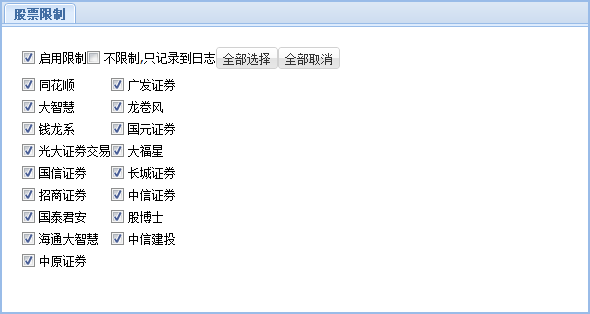 股票限制
启用限制 不限制,只记录到日志 全部选择 全部取消
同花顺 广发证券
大智慧 龙卷风
钱龙系 国元证券
光大证券交易 大福星
国信证券 长城证券
招商证券 中信证券
国泰君安 股博士
海通大智慧 中信建投
中原证券